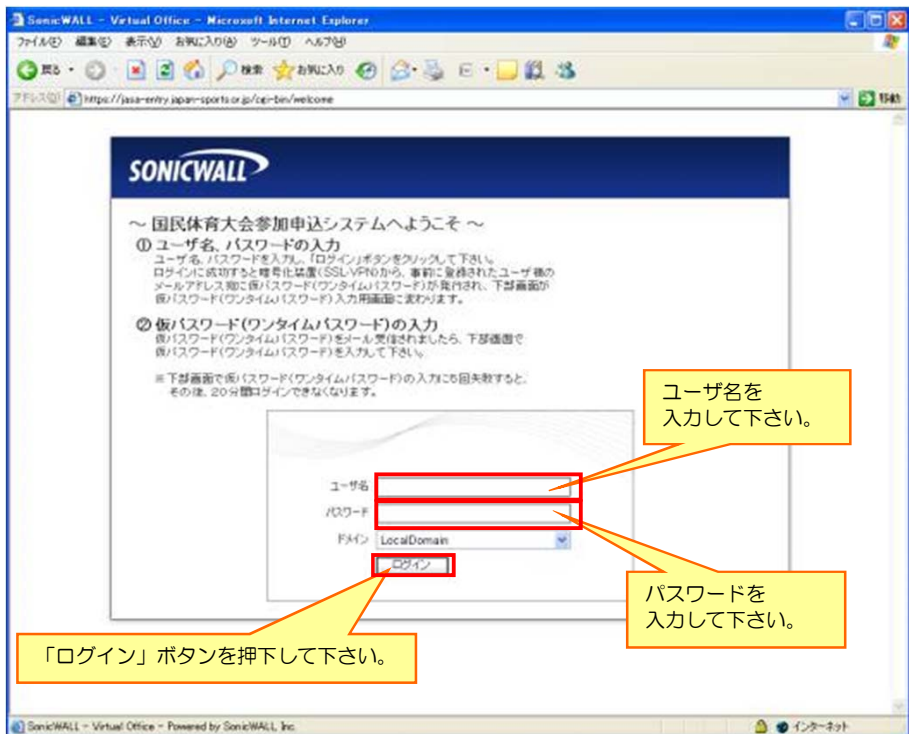 SonicWALL - Virtual Office - Microsoft Internet Explorer
ファイル(F) 編集(E) 表示(V) お気に入り(A) ツール(T) ヘルプ(H)
戻る 検索 お気に入り
アドレス(D) https://jasa-entry.japan-sports.or.jp/cgi-bin/welcome 移動
SONICWALL
～ 国民体育大会参加申込システムへようこそ ～
① ユーザ名、パスワードの入力
ユーザ名、パスワードを入力し、「ログイン」ボタンをクリックして下さい。
ログインに成功すると暗号化装置(SSL-VPN)から、事前に登録されたユーザ様の
メールアドレス宛に仮パスワード(ワンタイムパスワード)が発行され、下部画面が
仮パスワード(ワンタイムパスワード)入力用画面に変わります。
② 仮パスワード(ワンタイムパスワード)の入力
仮パスワード(ワンタイムパスワード)をメール受信されましたら、下部画面で
仮パスワード(ワンタイムパスワード)を入力して下さい。
※下部画面で仮パスワード(ワンタイムパスワード)の入力に5回失敗すると、
その後、20分間ログインできなくなります。
ユーザ名を
入力して下さい。
ユーザ名
パスワード
ドメイン LocalDomain
ログイン
パスワードを
入力して下さい。
「ログイン」ボタンを押下して下さい。
SonicWALL - Virtual Office - Powered by SonicWALL, Inc. インターネット